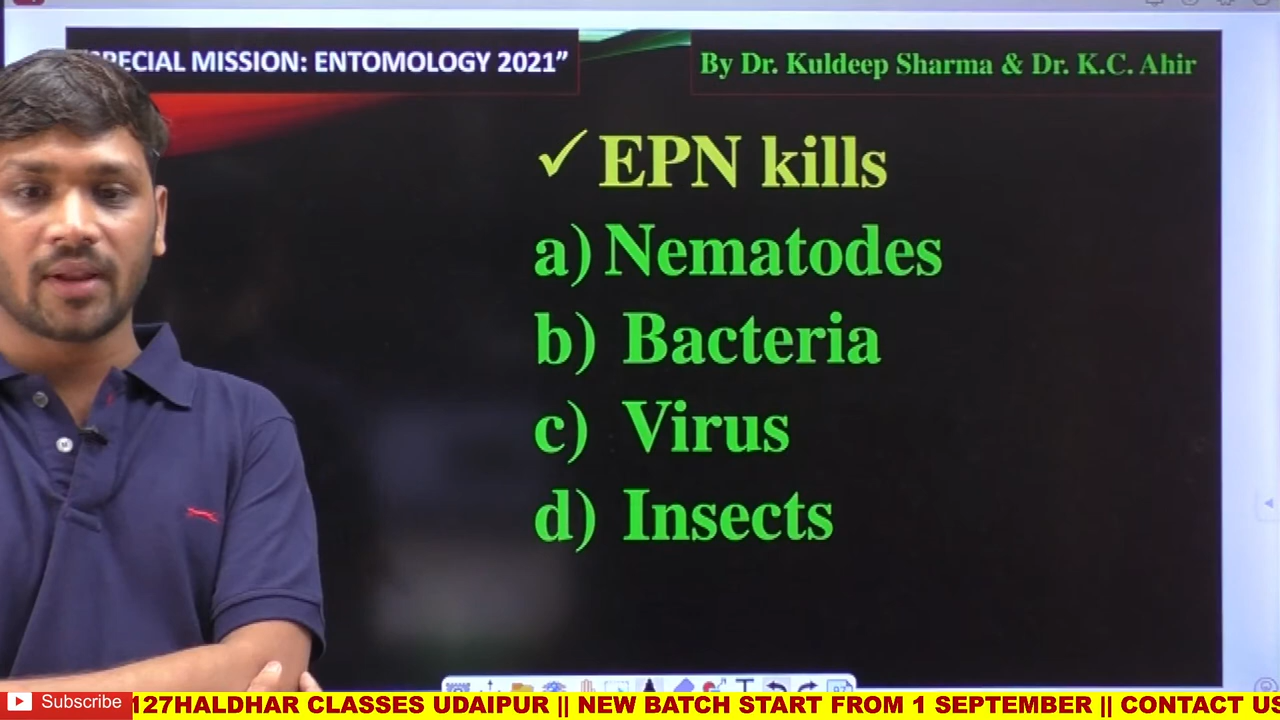 PECIAL MISSION: ENTOMOLOGY 2021”
By Dr. Kuldeep Sharma & Dr. K.C. Ahir
✓ EPN kills
a) Nematodes
b) Bacteria
c) Virus
d) Insects
Subscribe
127HALDHAR CLASSES UDAIPUR || NEW BATCH START FROM 1 SEPTEMBER || CONTACT US